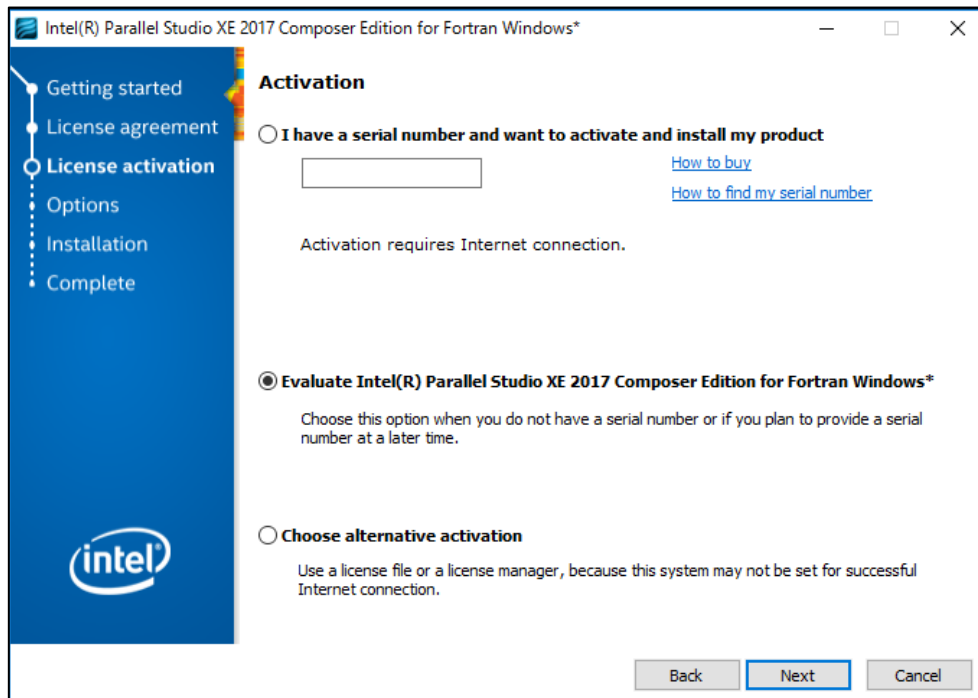 Intel(R) Parallel Studio XE 2017 Composer Edition for Fortran Windows*
Getting started
License agreement
License activation
Options
Installation
Complete
intel®
Activation
I have a serial number and want to activate and install my product
How to buy
How to find my serial number
Activation requires Internet connection.
Evaluate Intel(R) Parallel Studio XE 2017 Composer Edition for Fortran Windows*
Choose this option when you do not have a serial number or if you plan to provide a serial
number at a later time.
Choose alternative activation
Use a license file or a license manager, because this system may not be set for successful
Internet connection.
Back
Next
Cancel